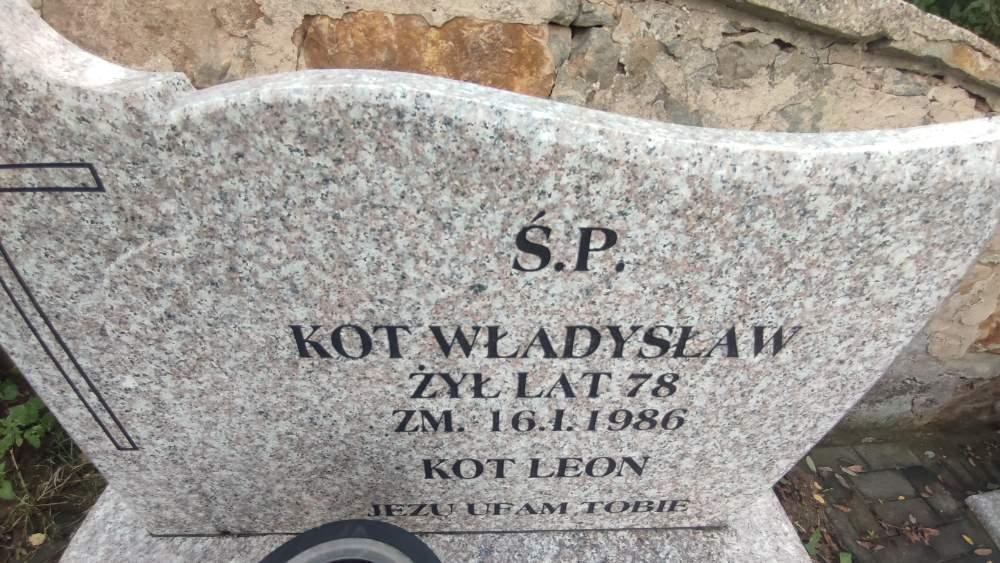 Ś.P.
KOT WŁADYSŁAW
ŻYŁ LAT 78
ZM. 16.I.1986
KOT LEON
JEZU UFAM TOBIE